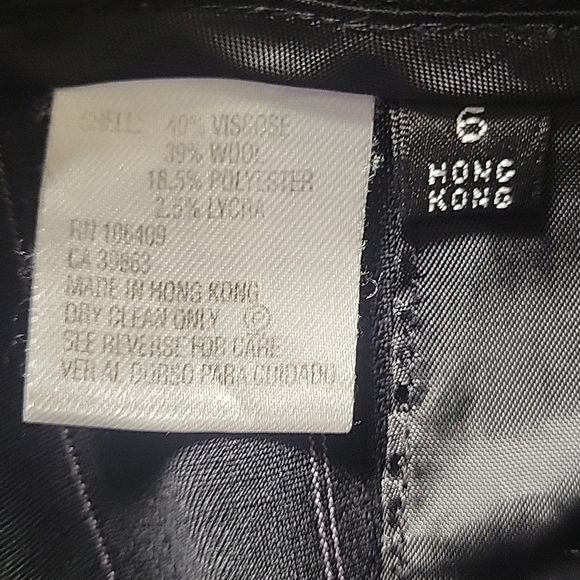 SHELL: 40% VISCOSE
39% WOOL
18.5% POLYESTER
2.5% LYCRA
RN 106409
CA 39863
MADE IN HONG KONG
DRY CLEAN ONLY Ⓟ
SEE REVERSE FOR CARE
VER AL DORSO PARA CUIDADO
6
HONG
KONG